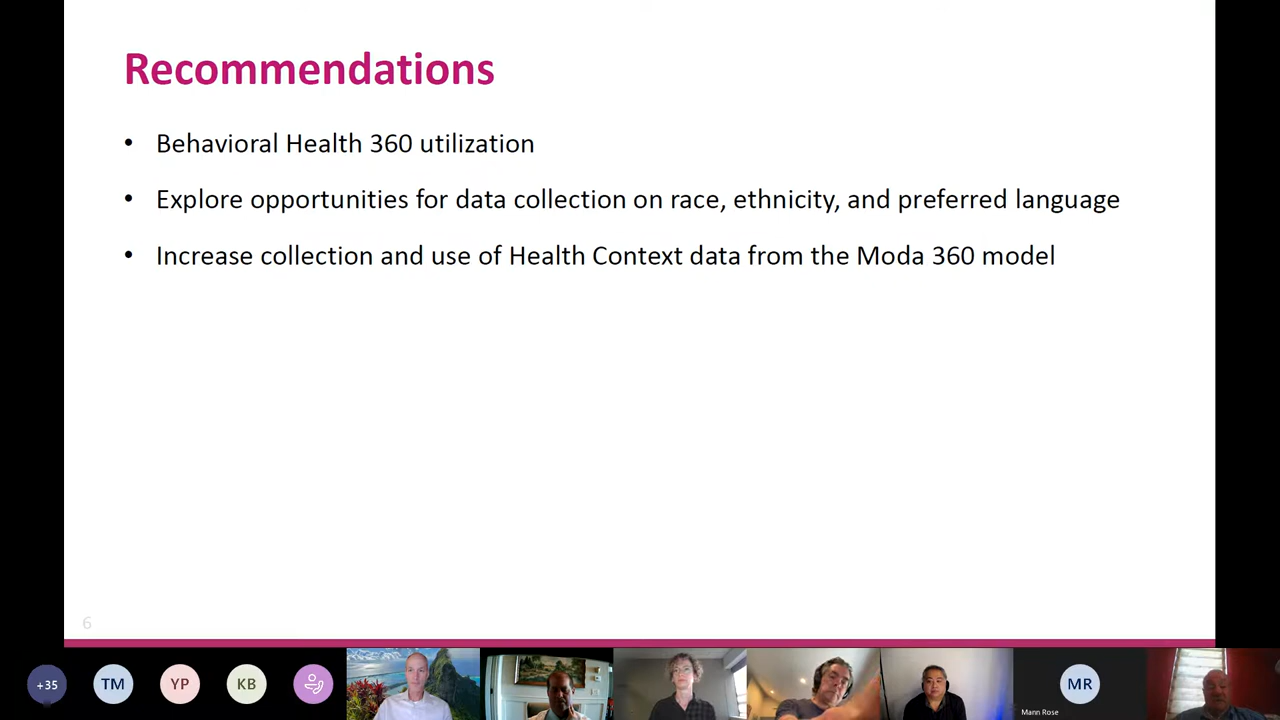 Recommendations
• Behavioral Health 360 utilization
• Explore opportunities for data collection on race, ethnicity, and preferred language
• Increase collection and use of Health Context data from the Moda 360 model
6
+35
TM
YP
KB
MR
Mann Rose